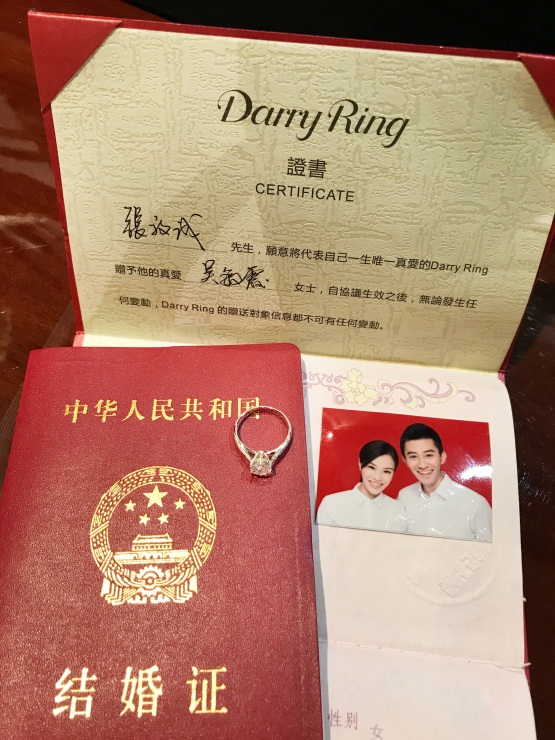 Darry Ring
證書
CERTIFICATE
先生，願意將代表自己一生唯一真愛的Darry Ring
贈予他的真愛 吴敏霞 女士，自協議生效之後，無論發生任
何變動，Darry Ring 的贈送對象信息都不可有任何變動。
中华人民共和国
结婚证
性别 女